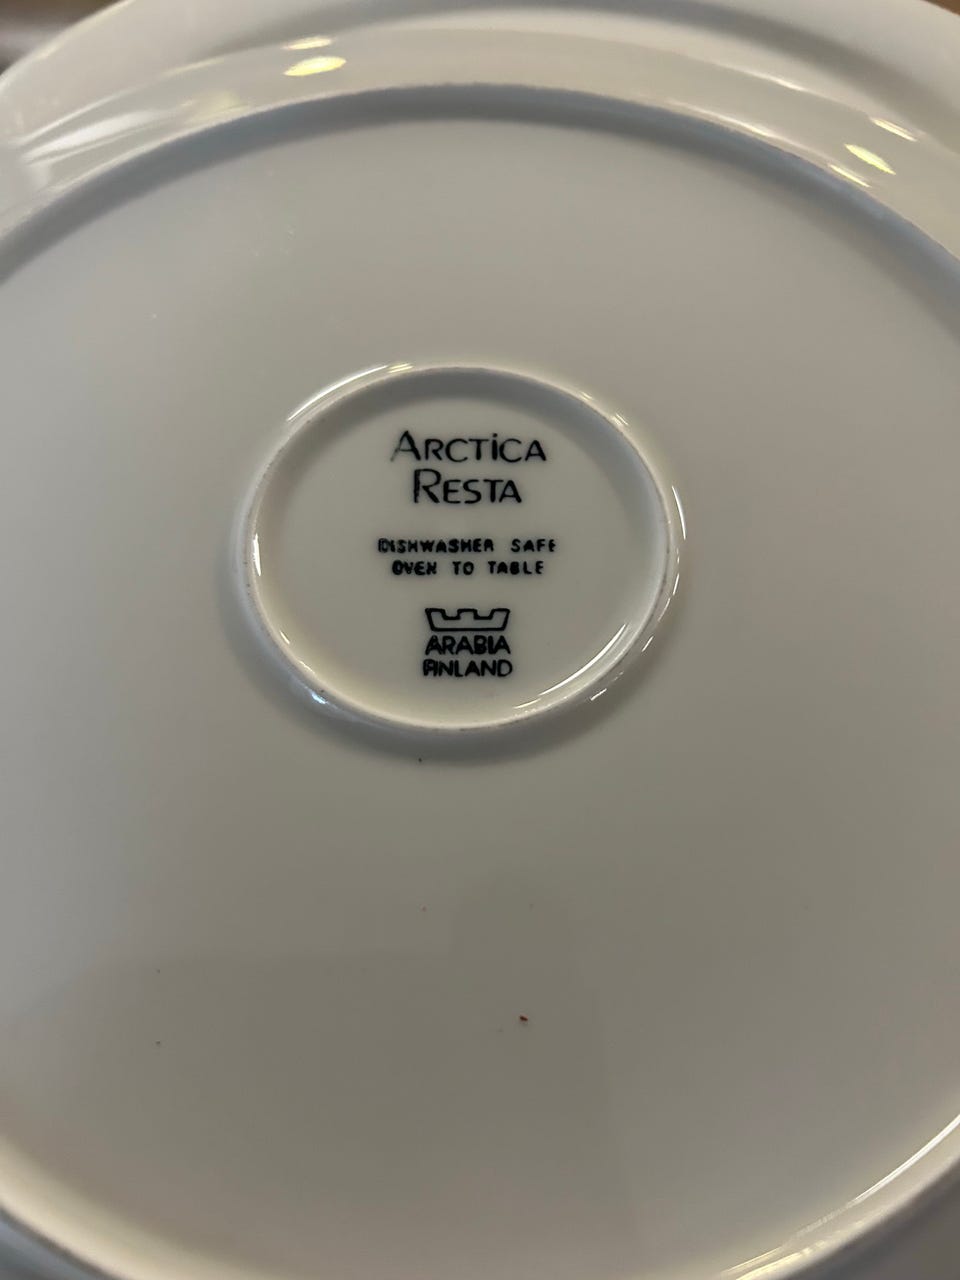 ARCTICA
RESTA
DISHWASHER SAFE
OVEN TO TABLE
ARABIA
FINLAND